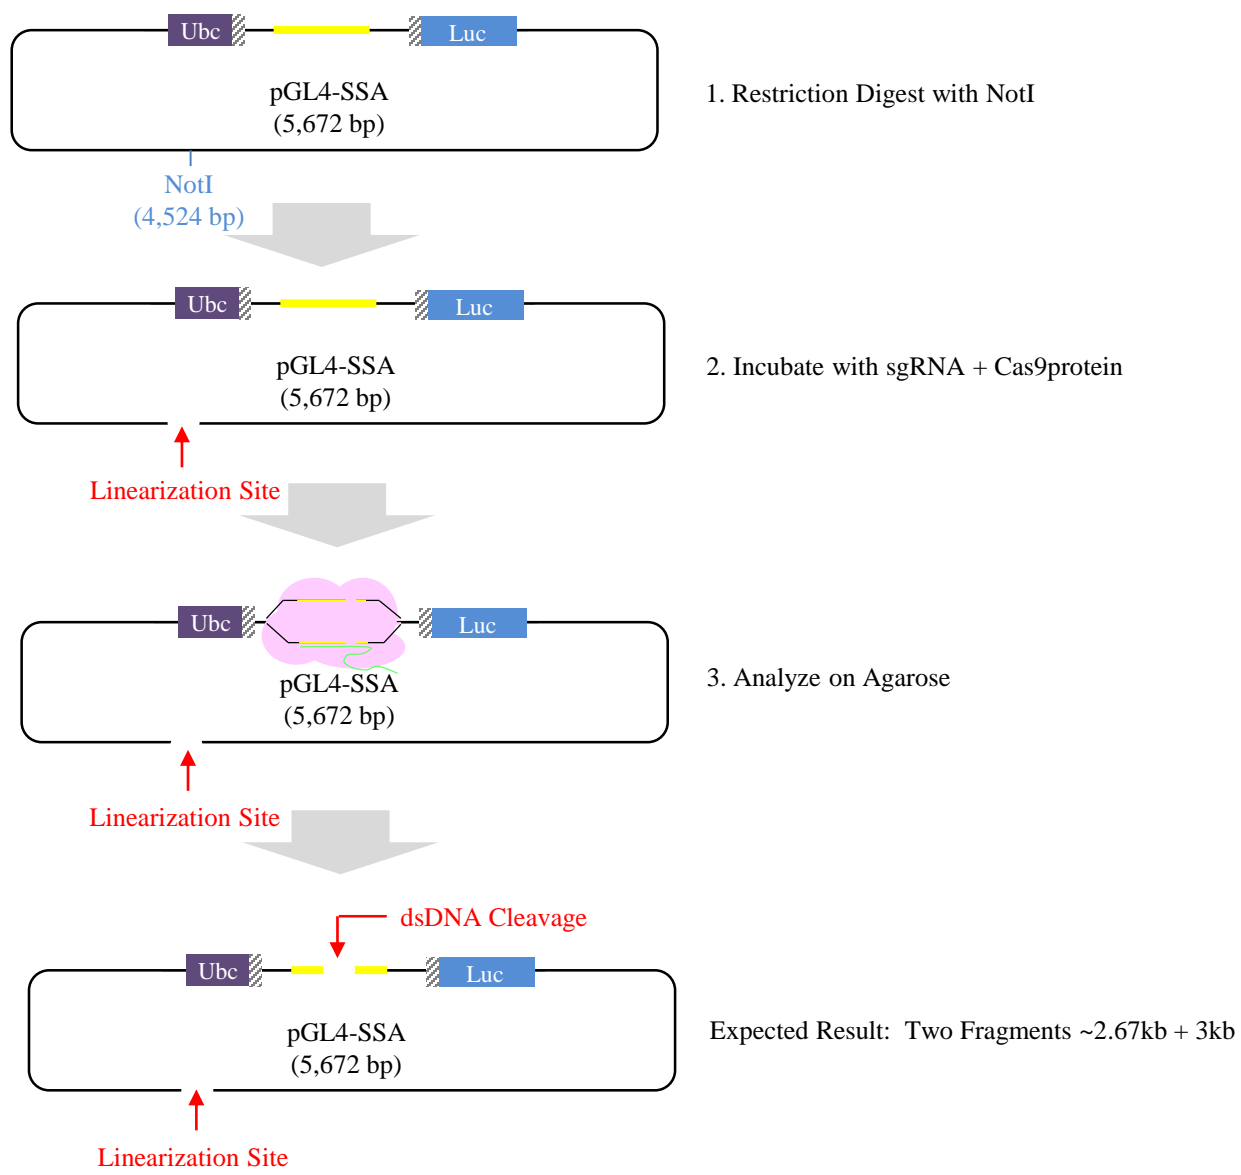 Ubc
Luc
pGL4-SSA
(5,672 bp)
1. Restriction Digest with NotI
NotI
(4,524 bp)
Ubc
Luc
pGL4-SSA
(5,672 bp)
2. Incubate with sgRNA + Cas9protein
Linearization Site
Ubc
Luc
pGL4-SSA
(5,672 bp)
3. Analyze on Agarose
Linearization Site
dsDNA Cleavage
Ubc
Luc
pGL4-SSA
(5,672 bp)
Expected Result:  Two Fragments ~2.67kb + 3kb
Linearization Site